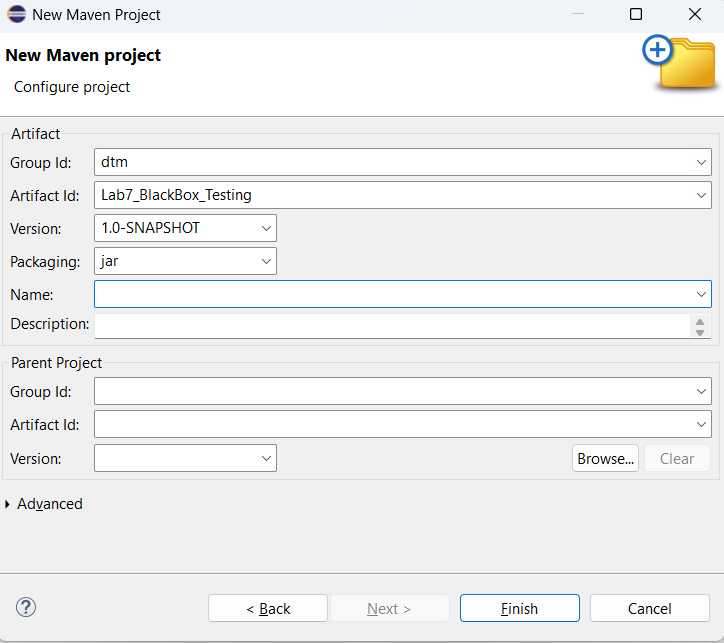 New Maven Project
New Maven project
Configure project
Artifact
Group Id: dtm
Artifact Id: Lab7_BlackBox_Testing
Version: 1.0-SNAPSHOT
Packaging: jar
Name:
Description:
Parent Project
Group Id:
Artifact Id:
Version: Browse... Clear
Advanced
? < Back Next > Finish Cancel